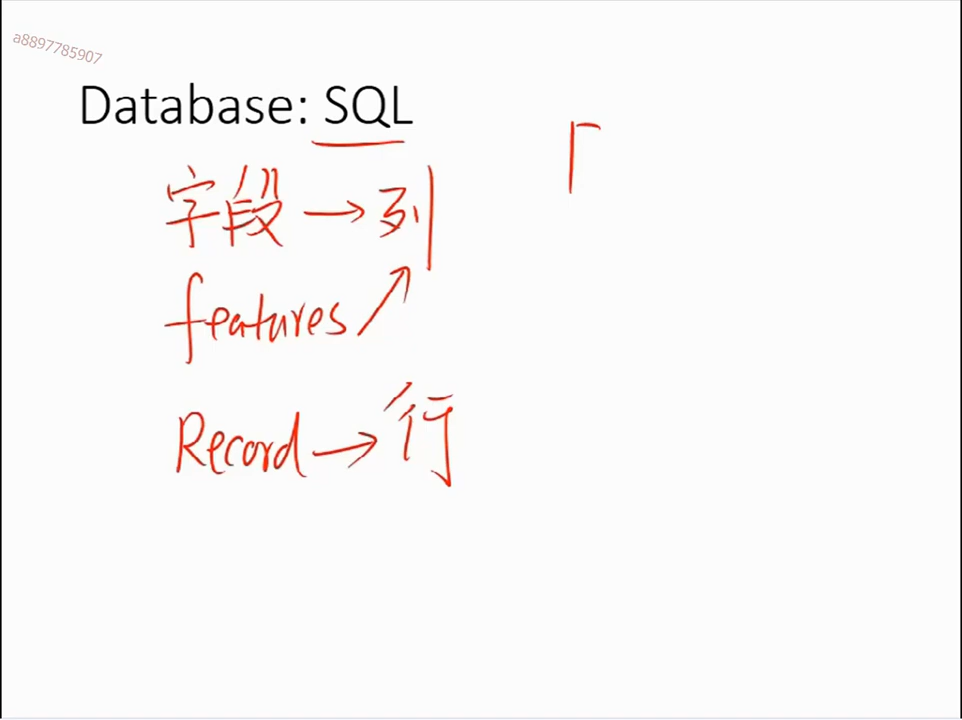 a8897785907
Database: SQL
字段 → 列
features ↗
Record → 行